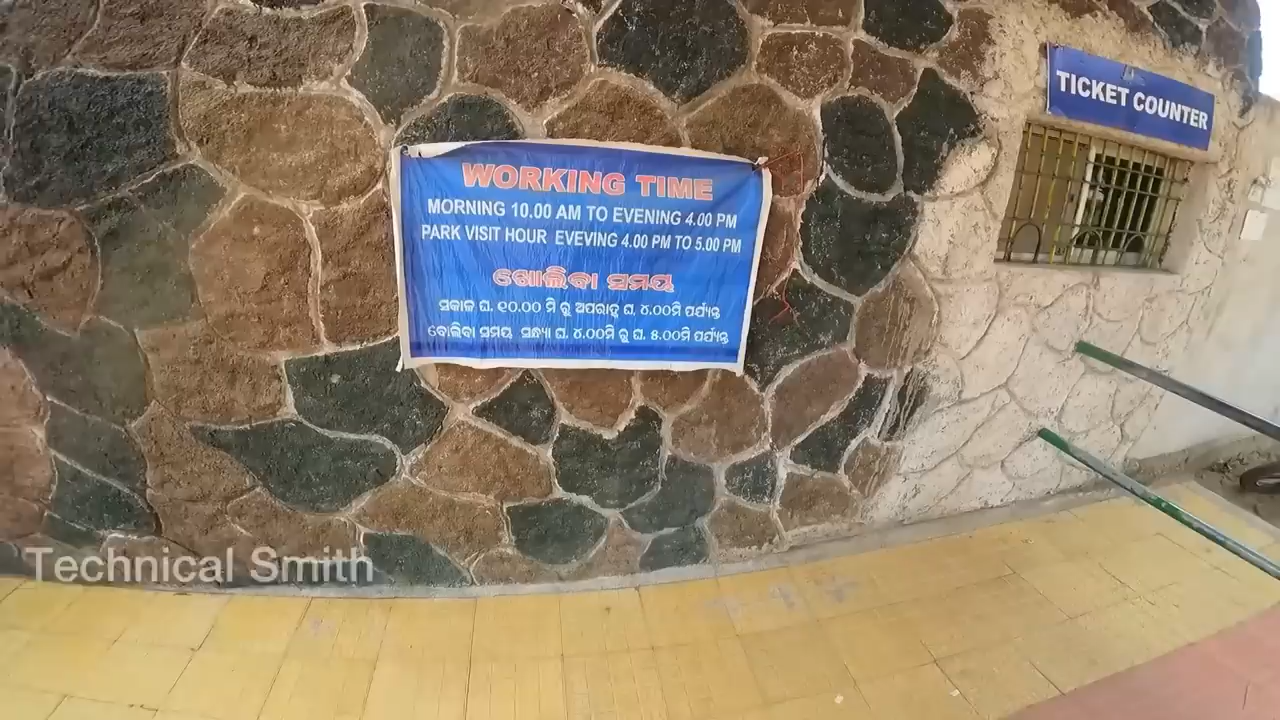 WORKING TIME
MORNING 10.00 AM TO EVENING 4.00 PM
PARK VISIT HOUR EVEVING 4.00 PM TO 5.00 PM
ଖୋଲିବା ସମୟ
ସକାଳ ଘ. ୧୦.୦୦ ମି ରୁ ଅପରାହ୍ନ ଘ. ୪.୦୦ମି ପର୍ଯ୍ୟନ୍ତ
ବୋଲିବା ସମୟ ସନ୍ଧ୍ୟା ଘ. ୪.୦୦ମି ରୁ ଘ. ୫.୦୦ମି ପର୍ଯ୍ୟନ୍ତ
TICKET COUNTER
Technical Smith